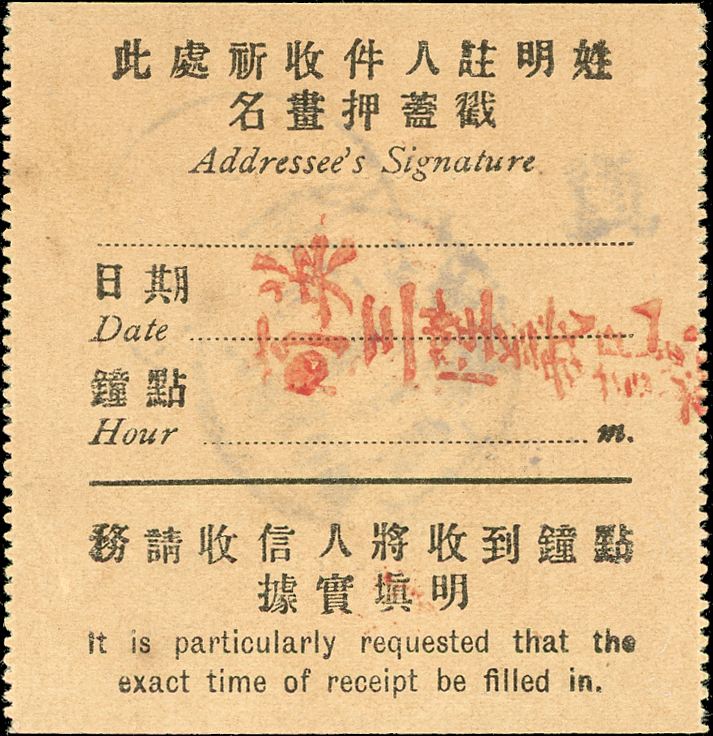 此處祈收件人註明姓
名畫押蓋戳
Addressee's Signature
日期
Date
鐘點
Hour m.
務請收信人將收到鐘點
據實塡明
It is particularly requested that the
exact time of receipt be filled in.